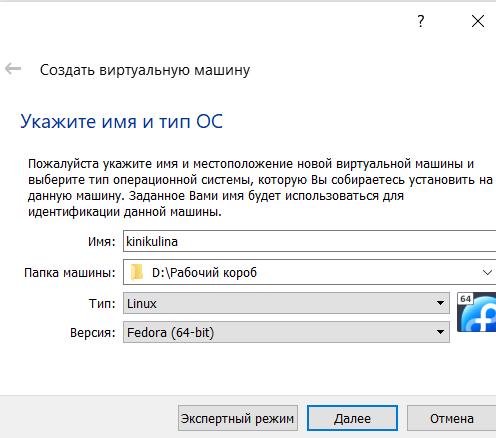 ?
Создать виртуальную машину
Укажите имя и тип ОС
Пожалуйста укажите имя и местоположение новой виртуальной машины и
выберите тип операционной системы, которую Вы собираетесь установить на
данную машину. Заданное Вами имя будет использоваться для
идентификации данной машины.
Имя: kinikulina
Папка машины: D:\Рабочий короб
Тип: Linux
64
Версия: Fedora (64-bit)
Экспертный режим Далее Отмена